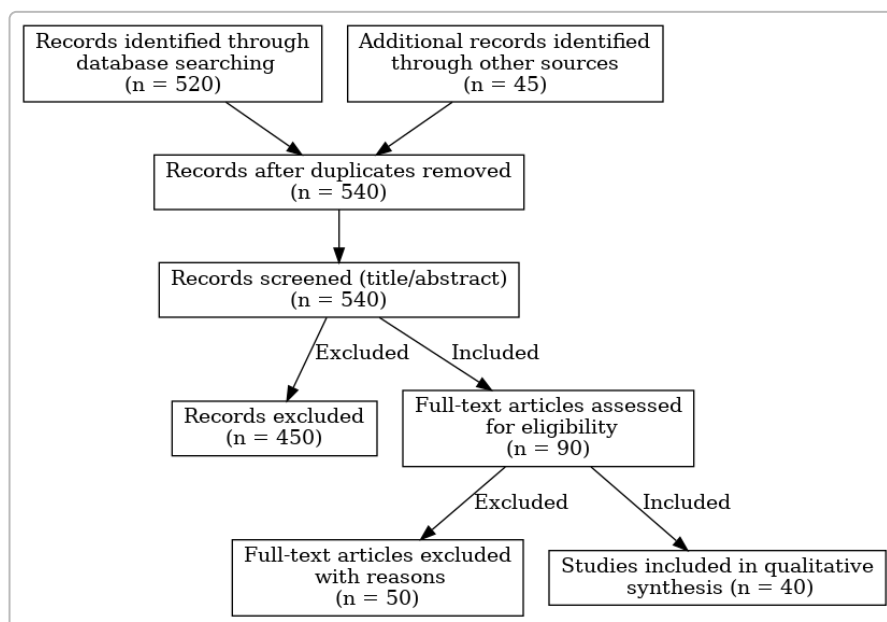 Records identified through
database searching
(n = 520)
Additional records identified
through other sources
(n = 45)
Records after duplicates removed
(n = 540)
Records screened (title/abstract)
(n = 540)
Excluded
Included
Records excluded
(n = 450)
Full-text articles assessed
for eligibility
(n = 90)
Excluded
Included
Full-text articles excluded
with reasons
(n = 50)
Studies included in qualitative
synthesis (n = 40)